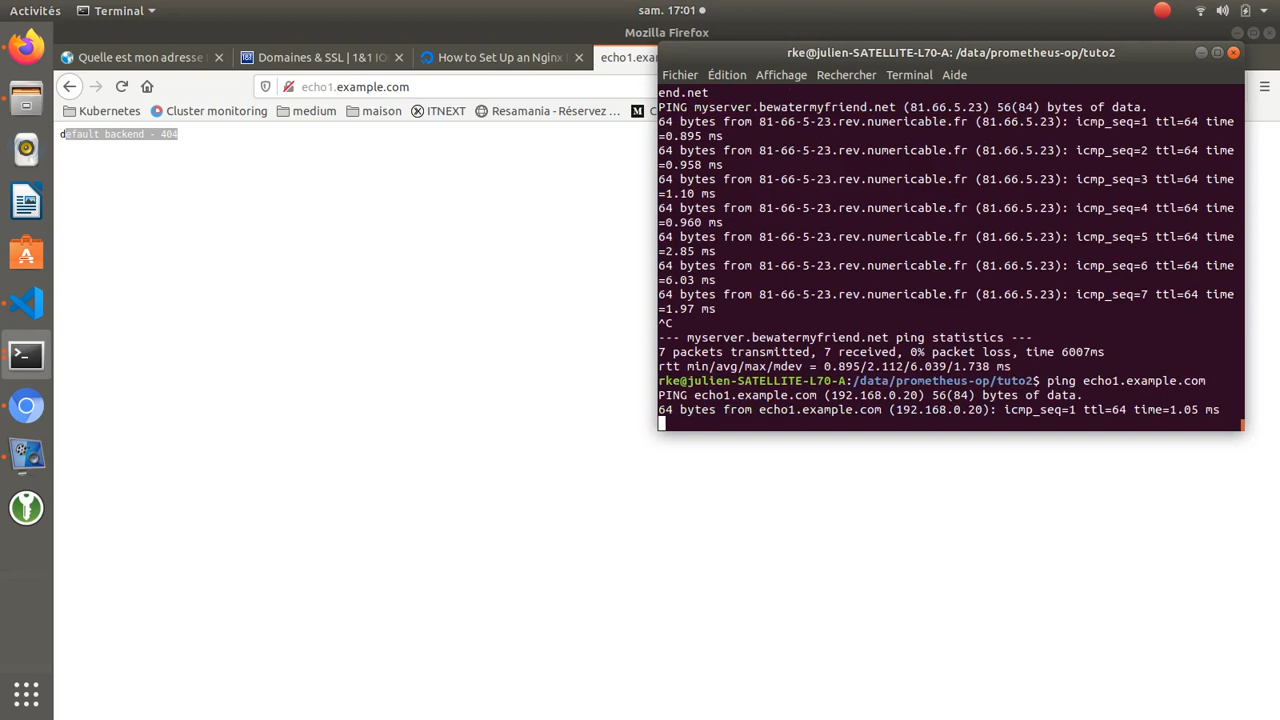 Activités
Terminal
sam. 17:01
Mozilla Firefox
Quelle est mon adresse
Domaines & SSL | 1&1 IO
How to Set Up an Nginx
echo1.exa
echo1.example.com
Kubernetes
Cluster monitoring
medium
maison
ITNEXT
Resamania - Réservez ...
default backend - 404
rke@julien-SATELLITE-L70-A: /data/prometheus-op/tuto2
Fichier Édition Affichage Rechercher Terminal Aide
end.net
PING myserver.bewatermyfriend.net (81.66.5.23) 56(84) bytes of data.
64 bytes from 81-66-5-23.rev.numericable.fr (81.66.5.23): icmp_seq=1 ttl=64 time
=0.895 ms
64 bytes from 81-66-5-23.rev.numericable.fr (81.66.5.23): icmp_seq=2 ttl=64 time
=0.958 ms
64 bytes from 81-66-5-23.rev.numericable.fr (81.66.5.23): icmp_seq=3 ttl=64 time
=1.10 ms
64 bytes from 81-66-5-23.rev.numericable.fr (81.66.5.23): icmp_seq=4 ttl=64 time
=0.960 ms
64 bytes from 81-66-5-23.rev.numericable.fr (81.66.5.23): icmp_seq=5 ttl=64 time
=2.85 ms
64 bytes from 81-66-5-23.rev.numericable.fr (81.66.5.23): icmp_seq=6 ttl=64 time
=6.03 ms
64 bytes from 81-66-5-23.rev.numericable.fr (81.66.5.23): icmp_seq=7 ttl=64 time
=1.97 ms
^C
--- myserver.bewatermyfriend.net ping statistics ---
7 packets transmitted, 7 received, 0% packet loss, time 6007ms
rtt min/avg/max/mdev = 0.895/2.112/6.039/1.738 ms
rke@julien-SATELLITE-L70-A:/data/prometheus-op/tuto2$ ping echo1.example.com
PING echo1.example.com (192.168.0.20) 56(84) bytes of data.
64 bytes from echo1.example.com (192.168.0.20): icmp_seq=1 ttl=64 time=1.05 ms